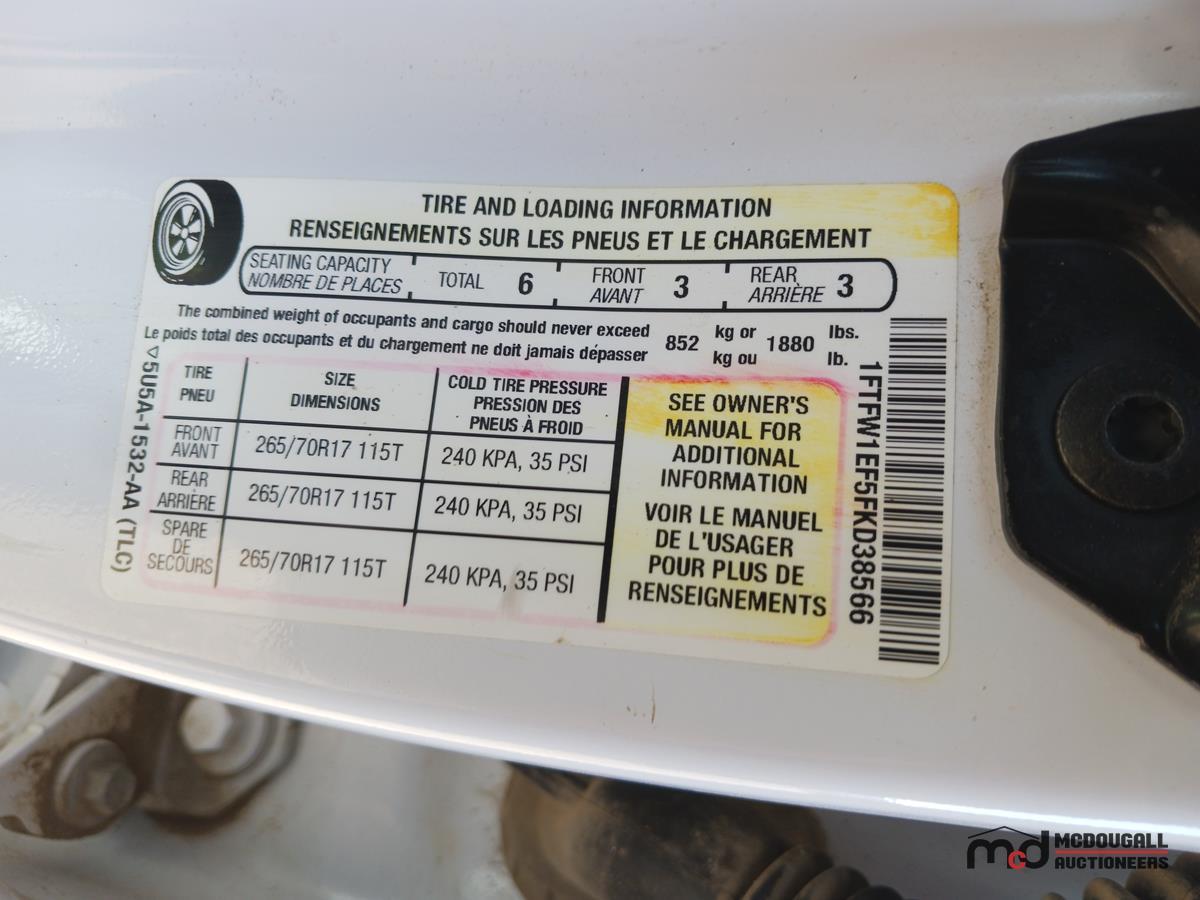 TIRE AND LOADING INFORMATION
RENSEIGNEMENTS SUR LES PNEUS ET LE CHARGEMENT
SEATING CAPACITY
NOMBRE DE PLACES
TOTAL 6
FRONT
AVANT 3
REAR
ARRIÈRE 3
The combined weight of occupants and cargo should never exceed
Le poids total des occupants et du chargement ne doit jamais dépasser
852 kg or 1880 lbs.
kg ou lb.
TIRE
PNEU
SIZE
DIMENSIONS
COLD TIRE PRESSURE
PRESSION DES
PNEUS À FROID
FRONT
AVANT
265/70R17 115T
240 KPA, 35 PSI
REAR
ARRIÈRE
265/70R17 115T
240 KPA, 35 PSI
SPARE
DE
SECOURS
265/70R17 115T
240 KPA, 35 PSI
SEE OWNER'S
MANUAL FOR
ADDITIONAL
INFORMATION
VOIR LE MANUEL
DE L'USAGER
POUR PLUS DE
RENSEIGNEMENTS
5U5A-1532-AA (TLC)
1FTFW1EF5FKD38566
mcd MCDOUGALL
AUCTIONEERS